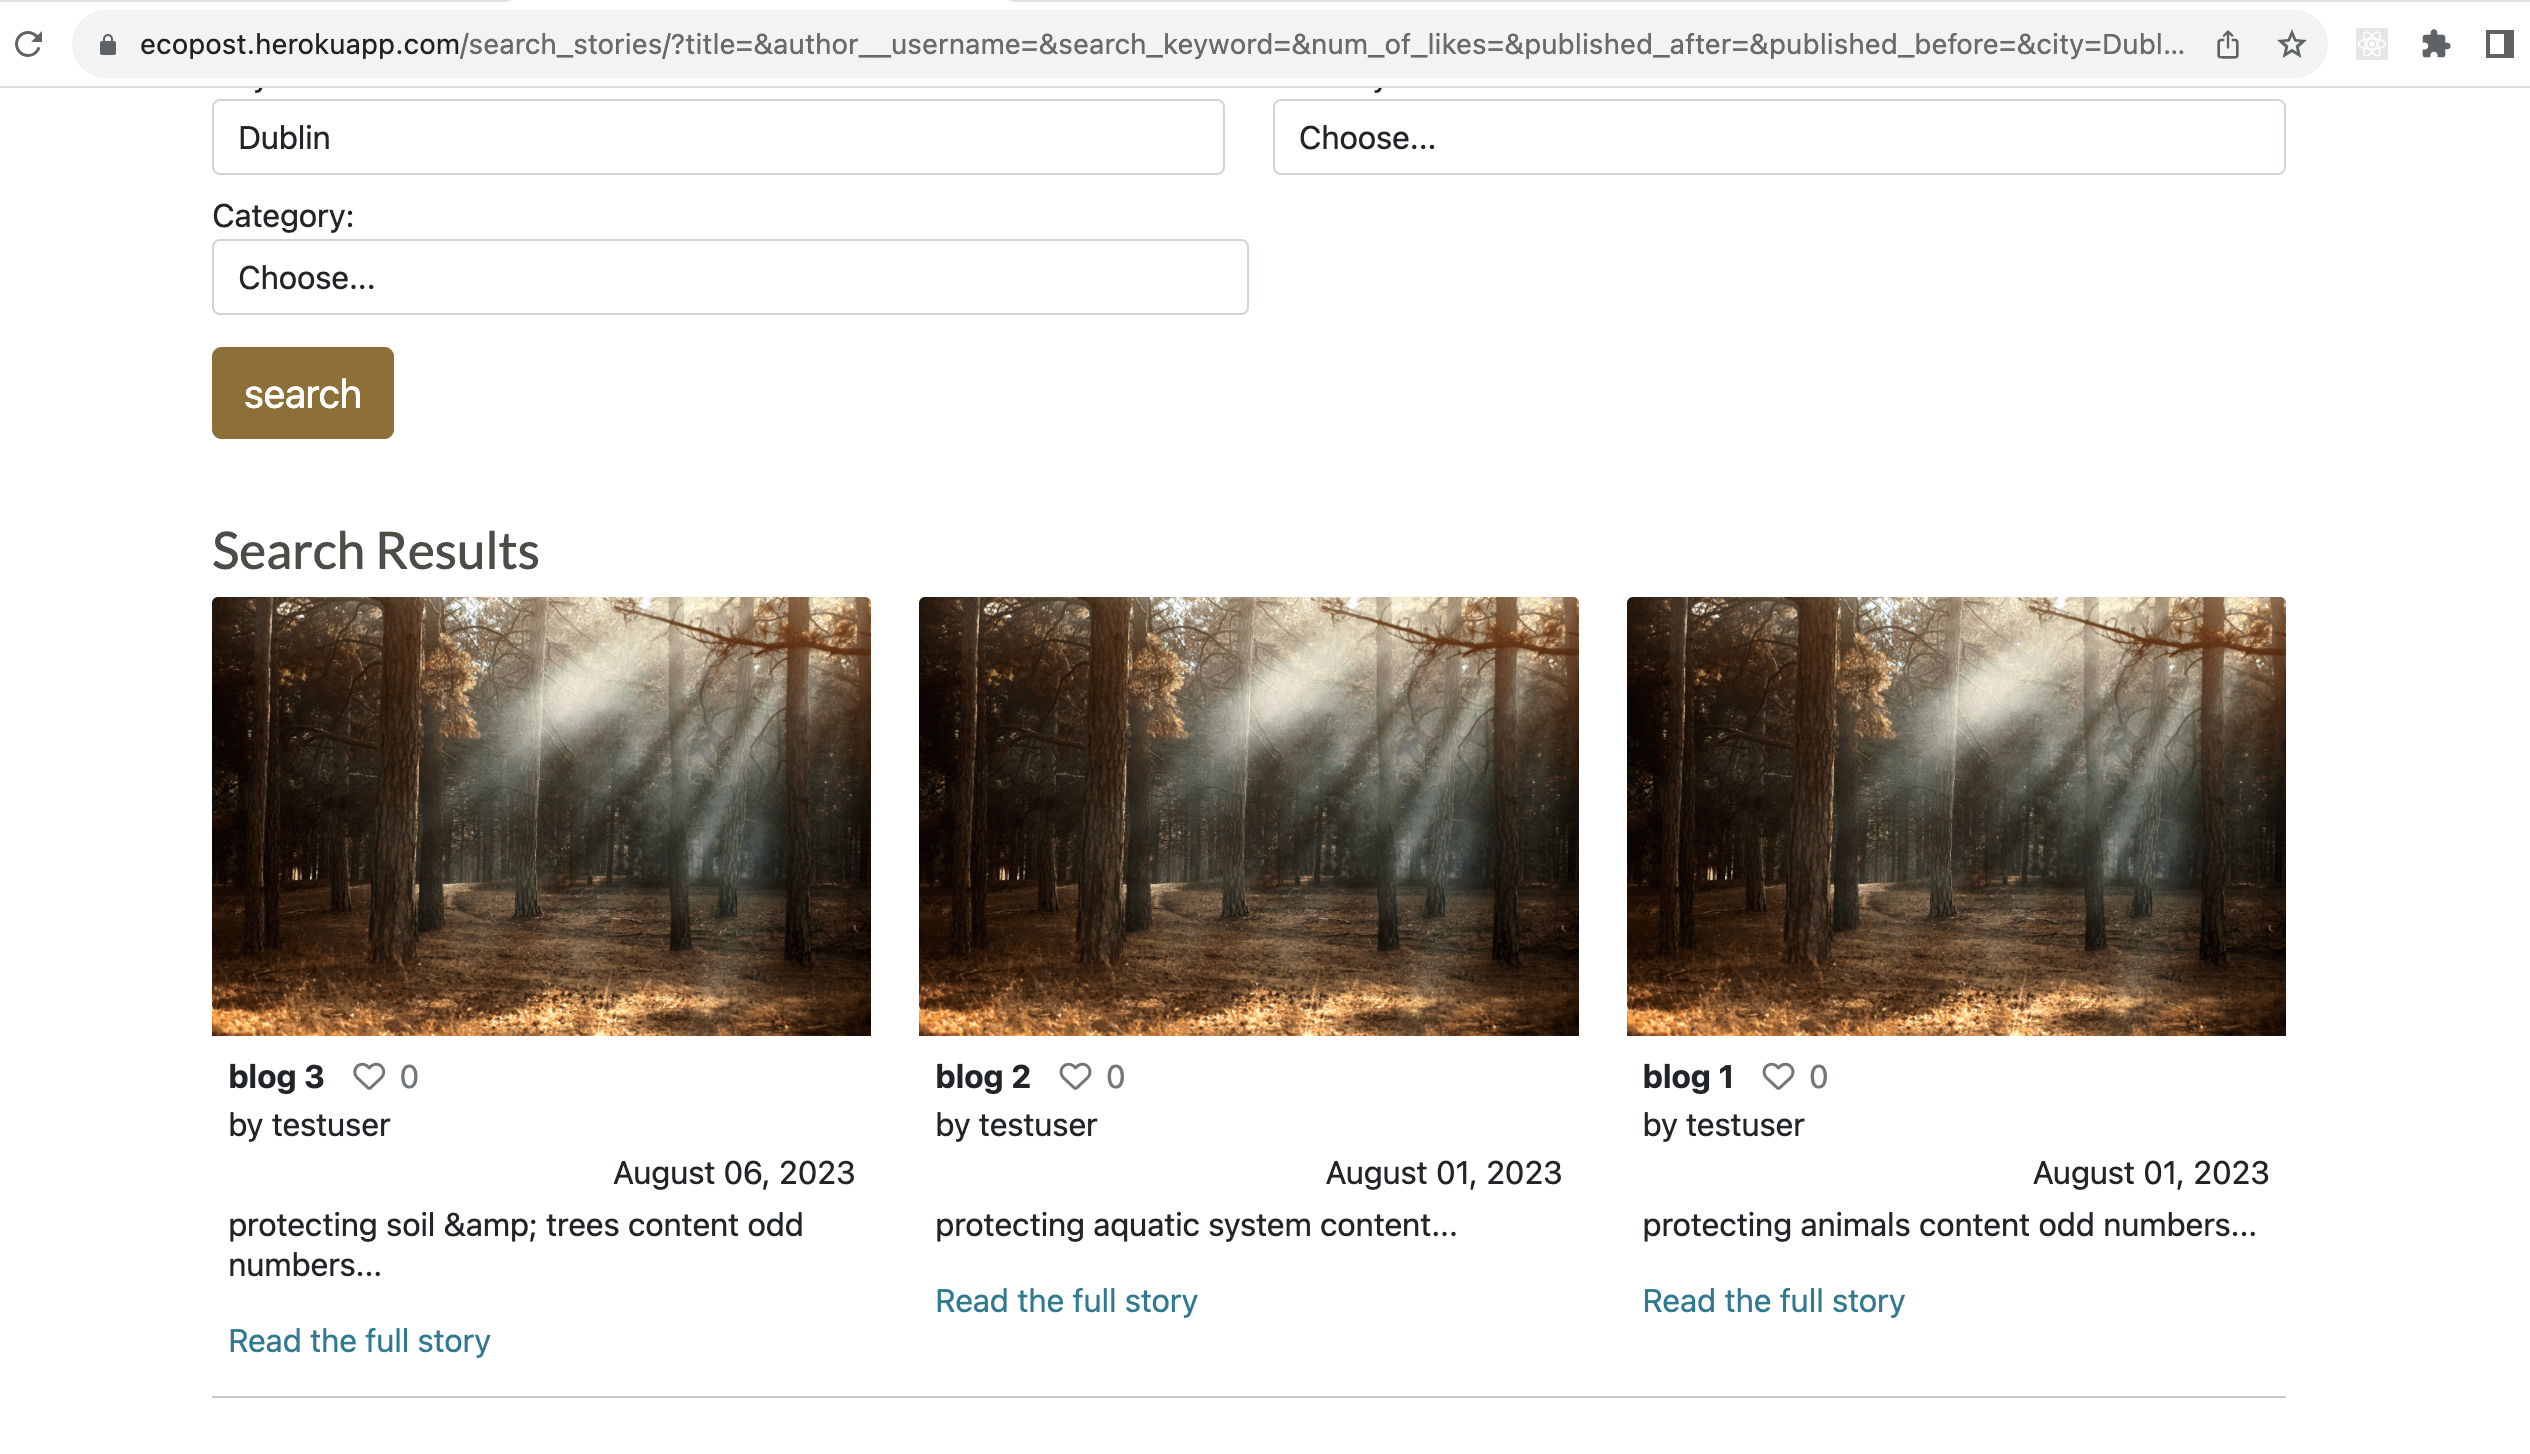 ecopost.herokuapp.com/search_stories/?title=&author__username=&search_keyword=&num_of_likes=&published_after=&published_before=&city=Dubl...
Dublin
Choose...
Category:
Choose...
search
Search Results
blog 3 0
by testuser
August 06, 2023
protecting soil &amp; trees content odd
numbers...
Read the full story
blog 2 0
by testuser
August 01, 2023
protecting aquatic system content...
Read the full story
blog 1 0
by testuser
August 01, 2023
protecting animals content odd numbers...
Read the full story